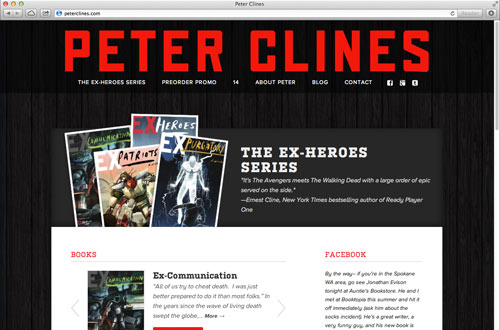 Peter Clines
peterclines.com
Reader
PETER CLINES
THE EX-HEROES SERIES PREORDER PROMO 14 ABOUT PETER BLOG CONTACT
EX COMMUNICATION
EX HEROES
EX PATRIOTS
EX PURGATORY
THE EX-HEROES
SERIES
"It's The Avengers meets The Walking Dead with a large order of epic
served on the side."
—Ernest Cline, New York Times bestselling author of Ready Player
One
BOOKS
Ex-Communication
"All of us try to cheat death. I was just
better prepared to do it than most folks." In
the years since the wave of living death
swept the globe,... More →
FACEBOOK
By the way– if you're in the Spokane
WA area, go see Jonathan Evison
tonight at Auntie's Bookstore. He and I
met at Booktopia this summer and hit it
off immediately (ask him about the
socks incident). He's a great writer, a
very funny guy, and his new book is